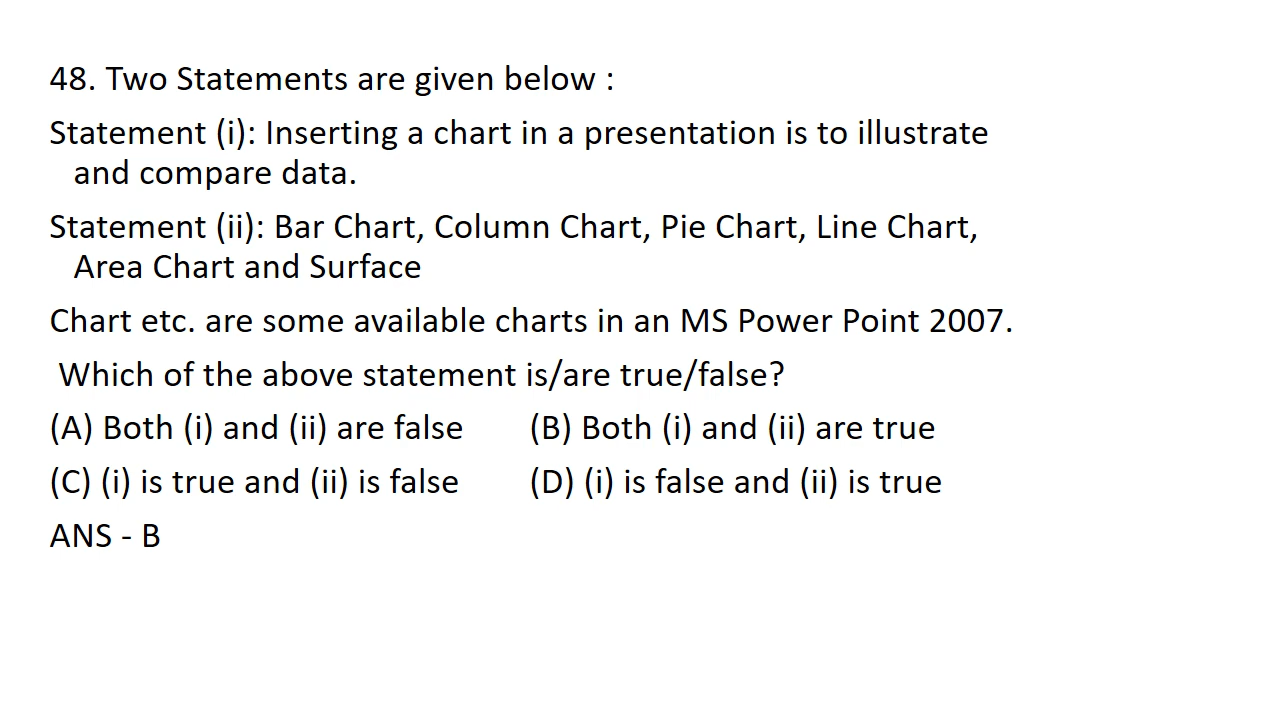 48. Two Statements are given below :
Statement (i): Inserting a chart in a presentation is to illustrate
and compare data.
Statement (ii): Bar Chart, Column Chart, Pie Chart, Line Chart,
Area Chart and Surface
Chart etc. are some available charts in an MS Power Point 2007.
Which of the above statement is/are true/false?
(A) Both (i) and (ii) are false (B) Both (i) and (ii) are true
(C) (i) is true and (ii) is false (D) (i) is false and (ii) is true
ANS - B